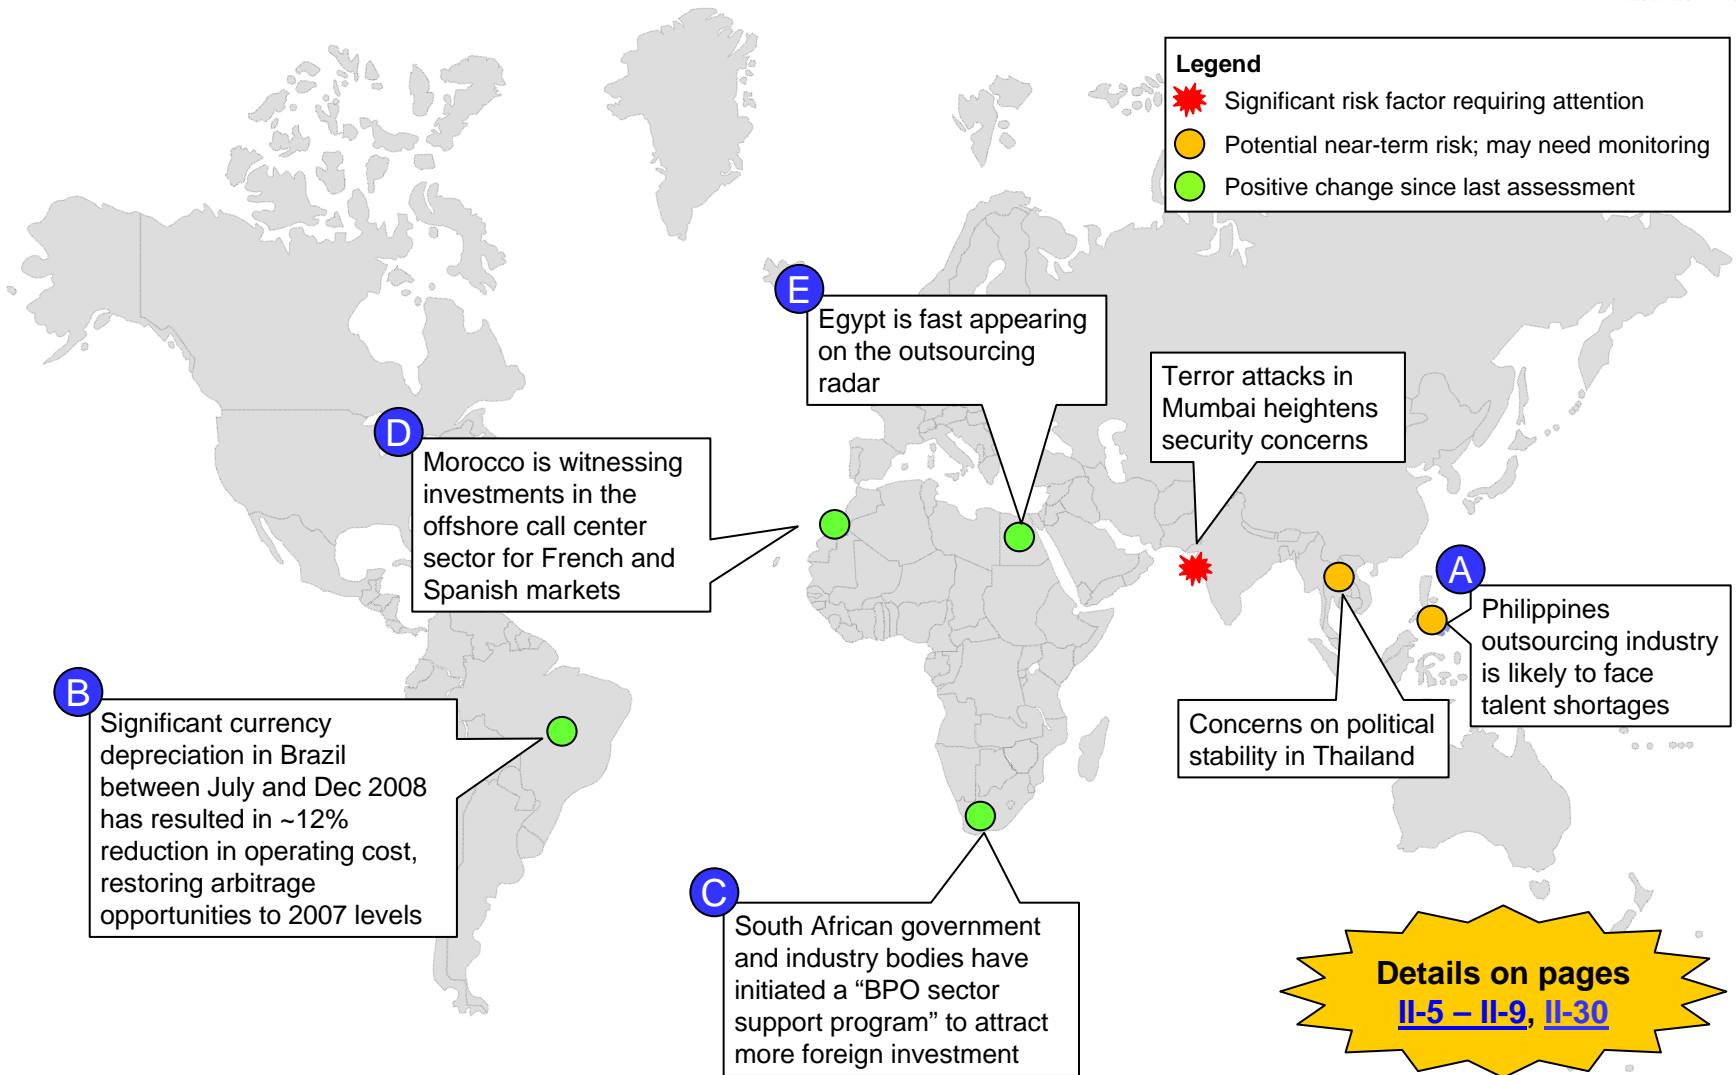 Legend
Significant risk factor requiring attention
Potential near-term risk; may need monitoring
Positive change since last assessment
E
Egypt is fast appearing
on the outsourcing
radar
Terror attacks in
Mumbai heightens
security concerns
D
Morocco is witnessing
investments in the
offshore call center
sector for French and
Spanish markets
A
Philippines
outsourcing industry
is likely to face
talent shortages
B
Significant currency
depreciation in Brazil
between July and Dec 2008
has resulted in ~12%
reduction in operating cost,
restoring arbitrage
opportunities to 2007 levels
Concerns on political
stability in Thailand
C
South African government
and industry bodies have
initiated a “BPO sector
support program” to attract
more foreign investment
Details on pages
II-5 – II-9, II-30